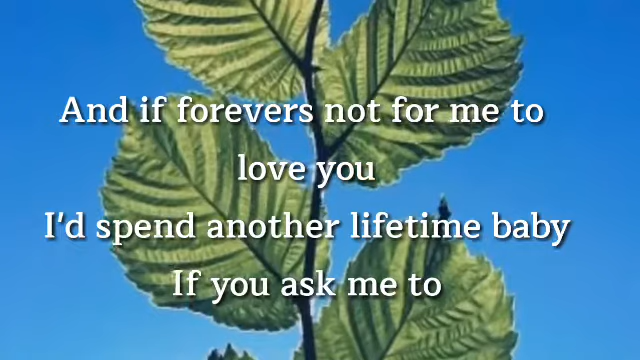 And if forevers not for me to
love you
I'd spend another lifetime baby
If you ask me to